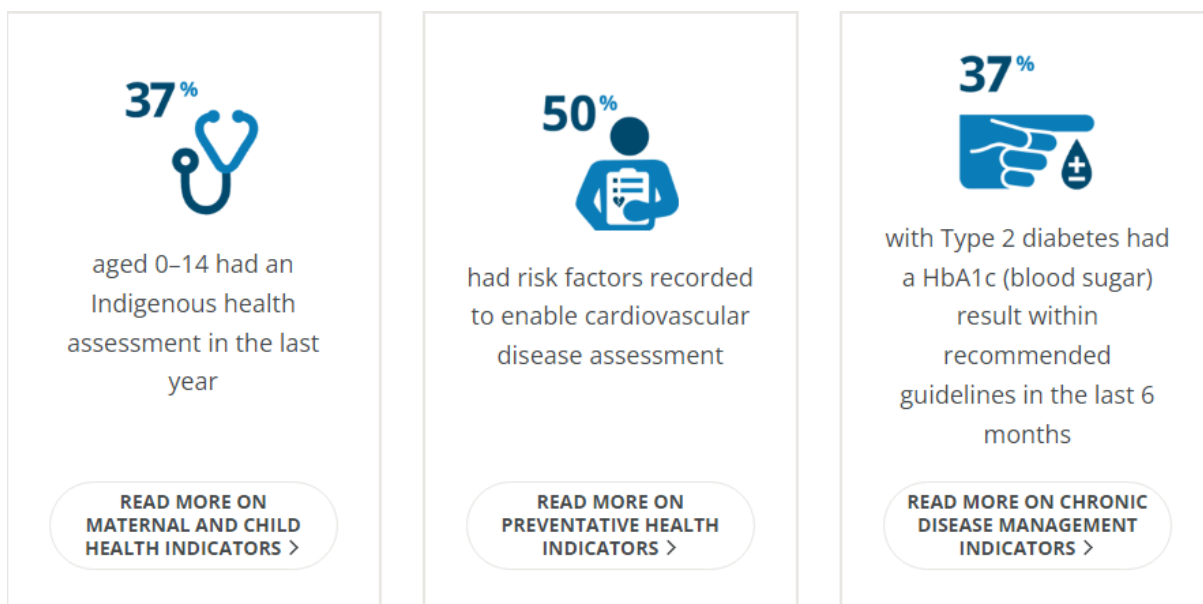 37%
aged 0–14 had an
Indigenous health
assessment in the last
year
READ MORE ON
MATERNAL AND CHILD
HEALTH INDICATORS >
50%
had risk factors recorded
to enable cardiovascular
disease assessment
READ MORE ON
PREVENTATIVE HEALTH
INDICATORS >
37%
with Type 2 diabetes had
a HbA1c (blood sugar)
result within
recommended
guidelines in the last 6
months
READ MORE ON CHRONIC
DISEASE MANAGEMENT
INDICATORS >